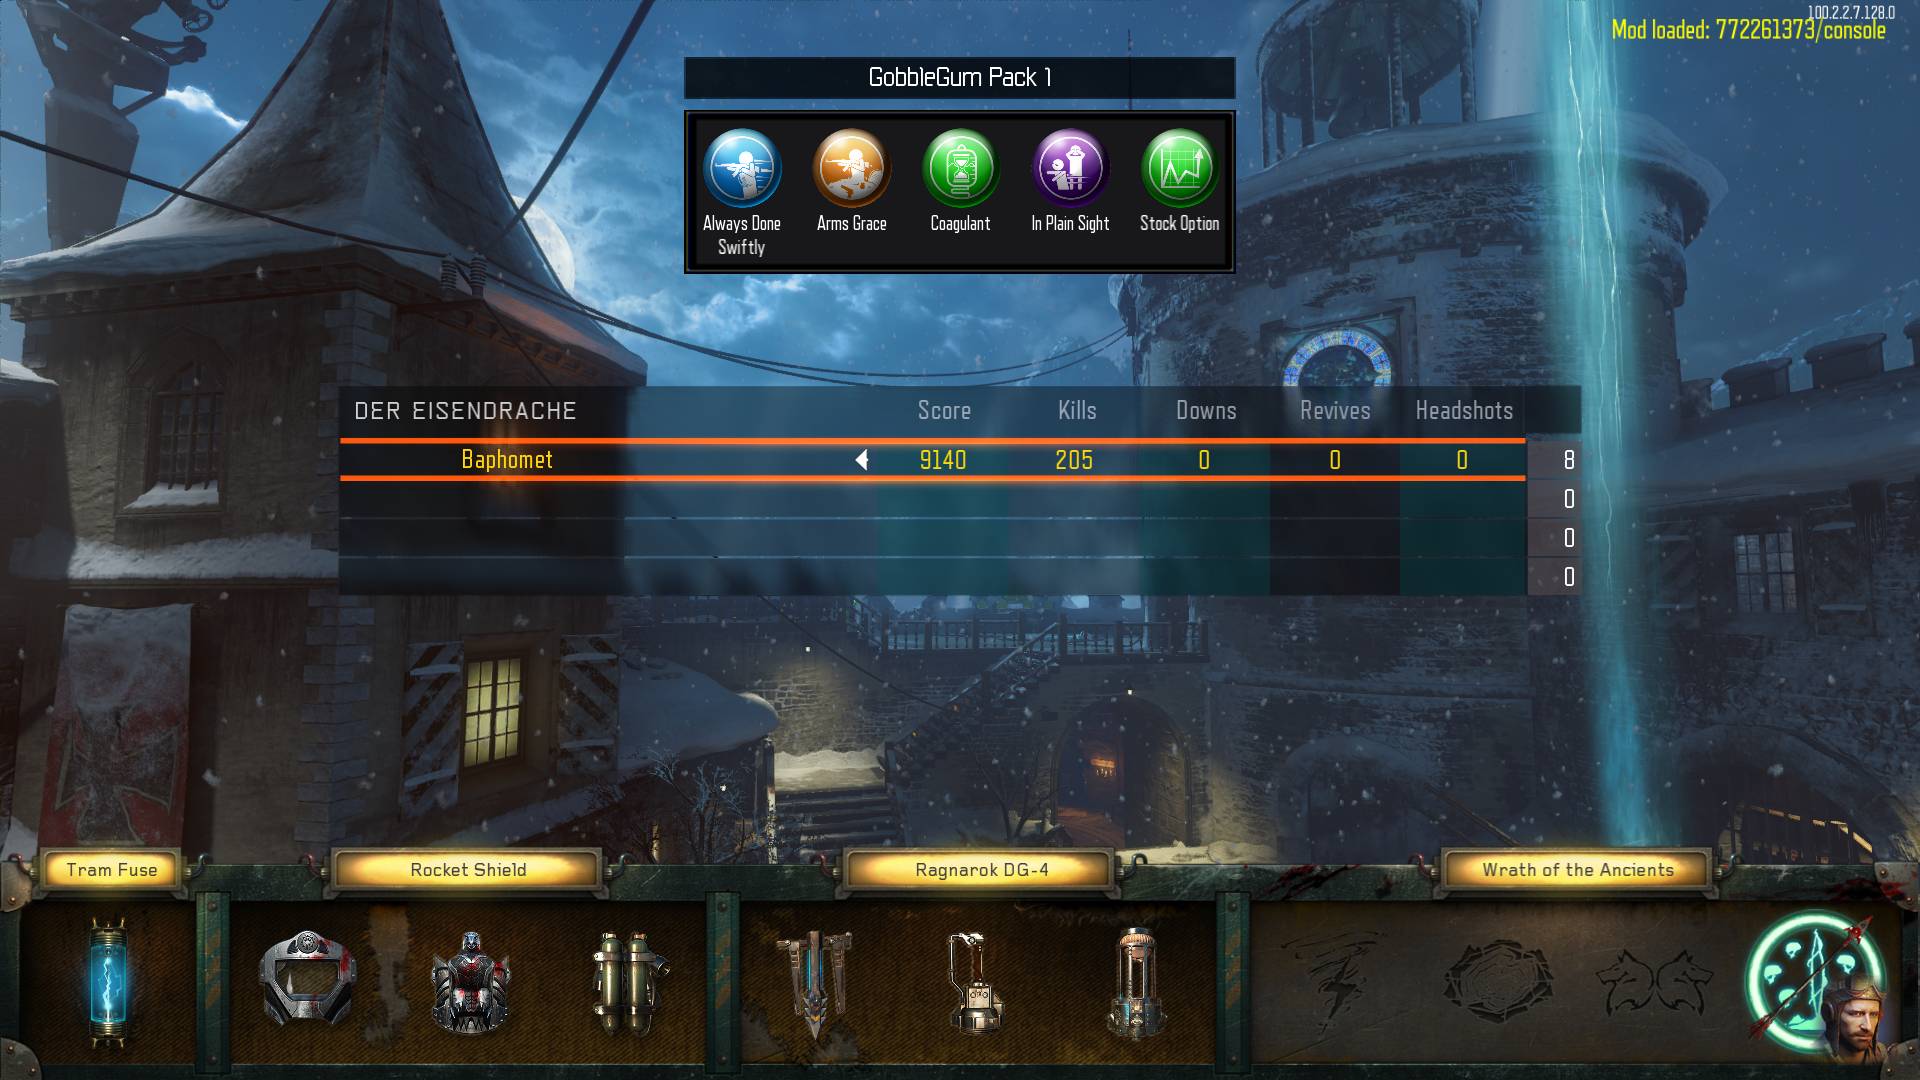 100.2.2.7.128.0
Mod loaded: 772261373/console
GobbleGum Pack 1
Always Done Swiftly
Arms Grace
Coagulant
In Plain Sight
Stock Option
DER EISENDRACHE Score Kills Downs Revives Headshots
Baphomet 9140 205 0 0 0 8
0
0
0
Tram Fuse
Rocket Shield
Ragnarok DG-4
Wrath of the Ancients